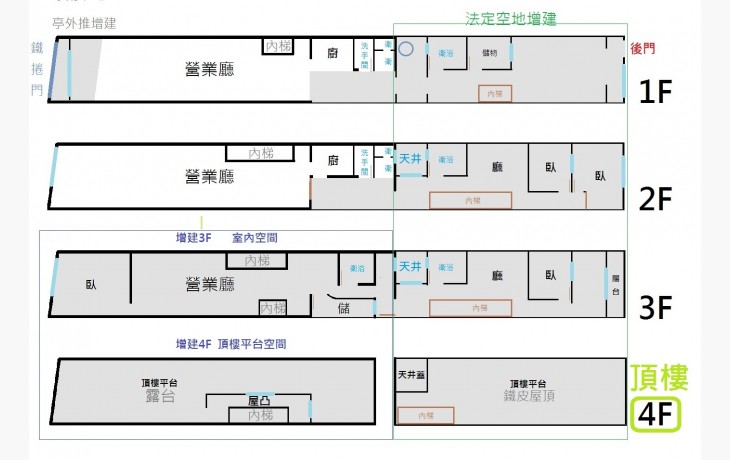 亭外推增建
法定空地增建
鐵捲門
內梯
營業廳
廚
洗手間
衛
衛
衛浴
儲物
內梯
後門
1F
內梯
營業廳
廚
洗手間
衛
衛
天井
衛浴
廳
臥
臥
內梯
2F
增建3F 室內空間
臥
內梯
營業廳
內梯
衛浴
儲
天井
衛浴
廳
臥
陽台
內梯
3F
增建4F 頂樓平台空間
頂樓平台
露台
屋凸
內梯
天井蓋
頂樓平台
鐵皮屋頂
內梯
頂樓
4F